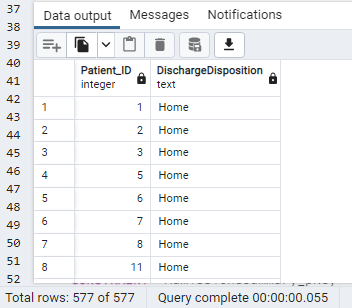 37
38
39
40
41
42
43
44
45
46
47
48
49
50
51
52
Data output Messages Notifications
Patient_ID DischargeDisposition
integer text
1 1 Home
2 2 Home
3 3 Home
4 5 Home
5 6 Home
6 7 Home
7 8 Home
8 11 Home
Total rows: 577 of 577 Query complete 00:00:00.055